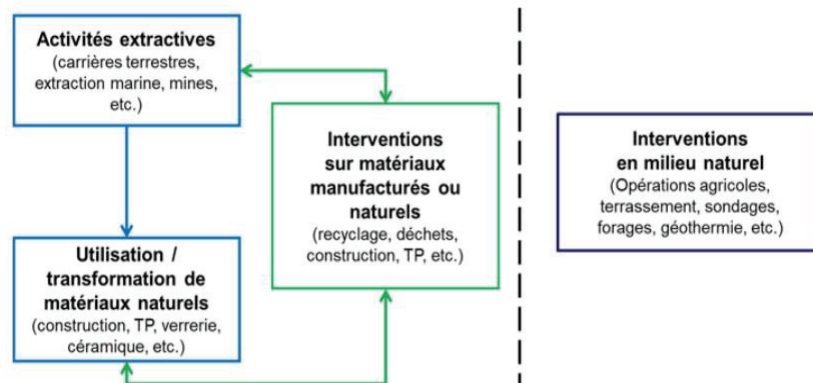 Activités extractives
(carrières terrestres,
extraction marine, mines,
etc.)
Interventions
sur matériaux
manufacturés ou
naturels
(recyclage, déchets,
construction, TP, etc.)
Utilisation /
transformation de
matériaux naturels
(construction, TP, verrerie,
céramique, etc.)
Interventions
en milieu naturel
(Opérations agricoles,
terrassement, sondages,
forages, géothermie, etc.)